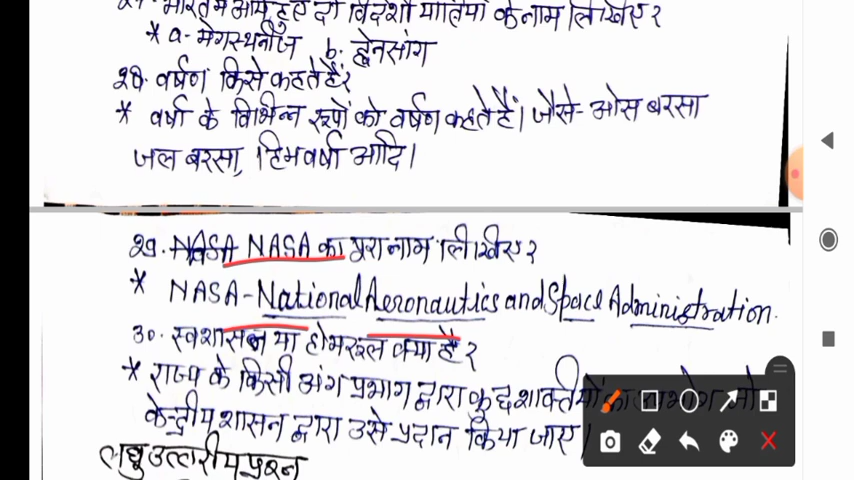 भारत में आये हुए दो विदेशी यात्रियों के नाम लिखिए?
* a- मेगस्थनीज b. ह्वेनसांग
28. वर्षण किसे कहते हैं?
* वर्षा के विभिन्न रूपों को वर्षण कहते हैं। जैसे- ओस बरसा
जल बरसा, हिमवर्षा आदि।
29. NASA का पूरा नाम लिखिए?
* NASA - National Aeronautics and Space Administration.
30. स्वशासन या होमरूल क्या है?
* राज्य के किसी अंग प्रभाग द्वारा कुछ शक्तियों का
केन्द्रीय शासन द्वारा उसे प्रदान किया जाए।
लघु उत्तरीय प्रश्न